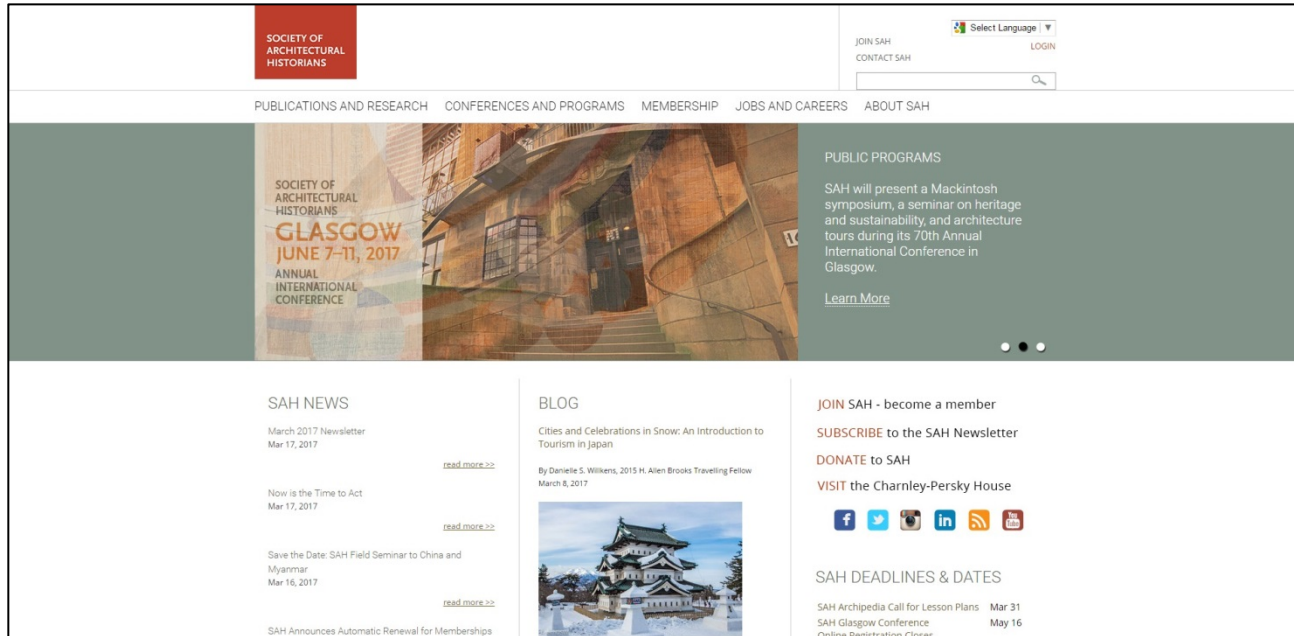 SOCIETY OF
ARCHITECTURAL
HISTORIANS
Select Language ▼
JOIN SAH
LOGIN
CONTACT SAH
PUBLICATIONS AND RESEARCH CONFERENCES AND PROGRAMS MEMBERSHIP JOBS AND CAREERS ABOUT SAH
SOCIETY OF
ARCHITECTURAL
HISTORIANS
GLASGOW
JUNE 7–11, 2017
ANNUAL
INTERNATIONAL
CONFERENCE
PUBLIC PROGRAMS
SAH will present a Mackintosh
symposium, a seminar on heritage
and sustainability, and architecture
tours during its 70th Annual
International Conference in
Glasgow.
Learn More
SAH NEWS
March 2017 Newsletter
Mar 17, 2017
read more >>
Now is the Time to Act
Mar 17, 2017
read more >>
Save the Date: SAH Field Seminar to China and
Myanmar
Mar 16, 2017
read more >>
SAH Announces Automatic Renewal for Memberships
BLOG
Cities and Celebrations in Snow: An Introduction to
Tourism in Japan
By Danielle S. Willkens, 2015 H. Allen Brooks Travelling Fellow
March 8, 2017
JOIN SAH - become a member
SUBSCRIBE to the SAH Newsletter
DONATE to SAH
VISIT the Charnley-Persky House
You
Tube
SAH DEADLINES & DATES
SAH Archipedia Call for Lesson Plans Mar 31
SAH Glasgow Conference May 16
Online Registration Closes